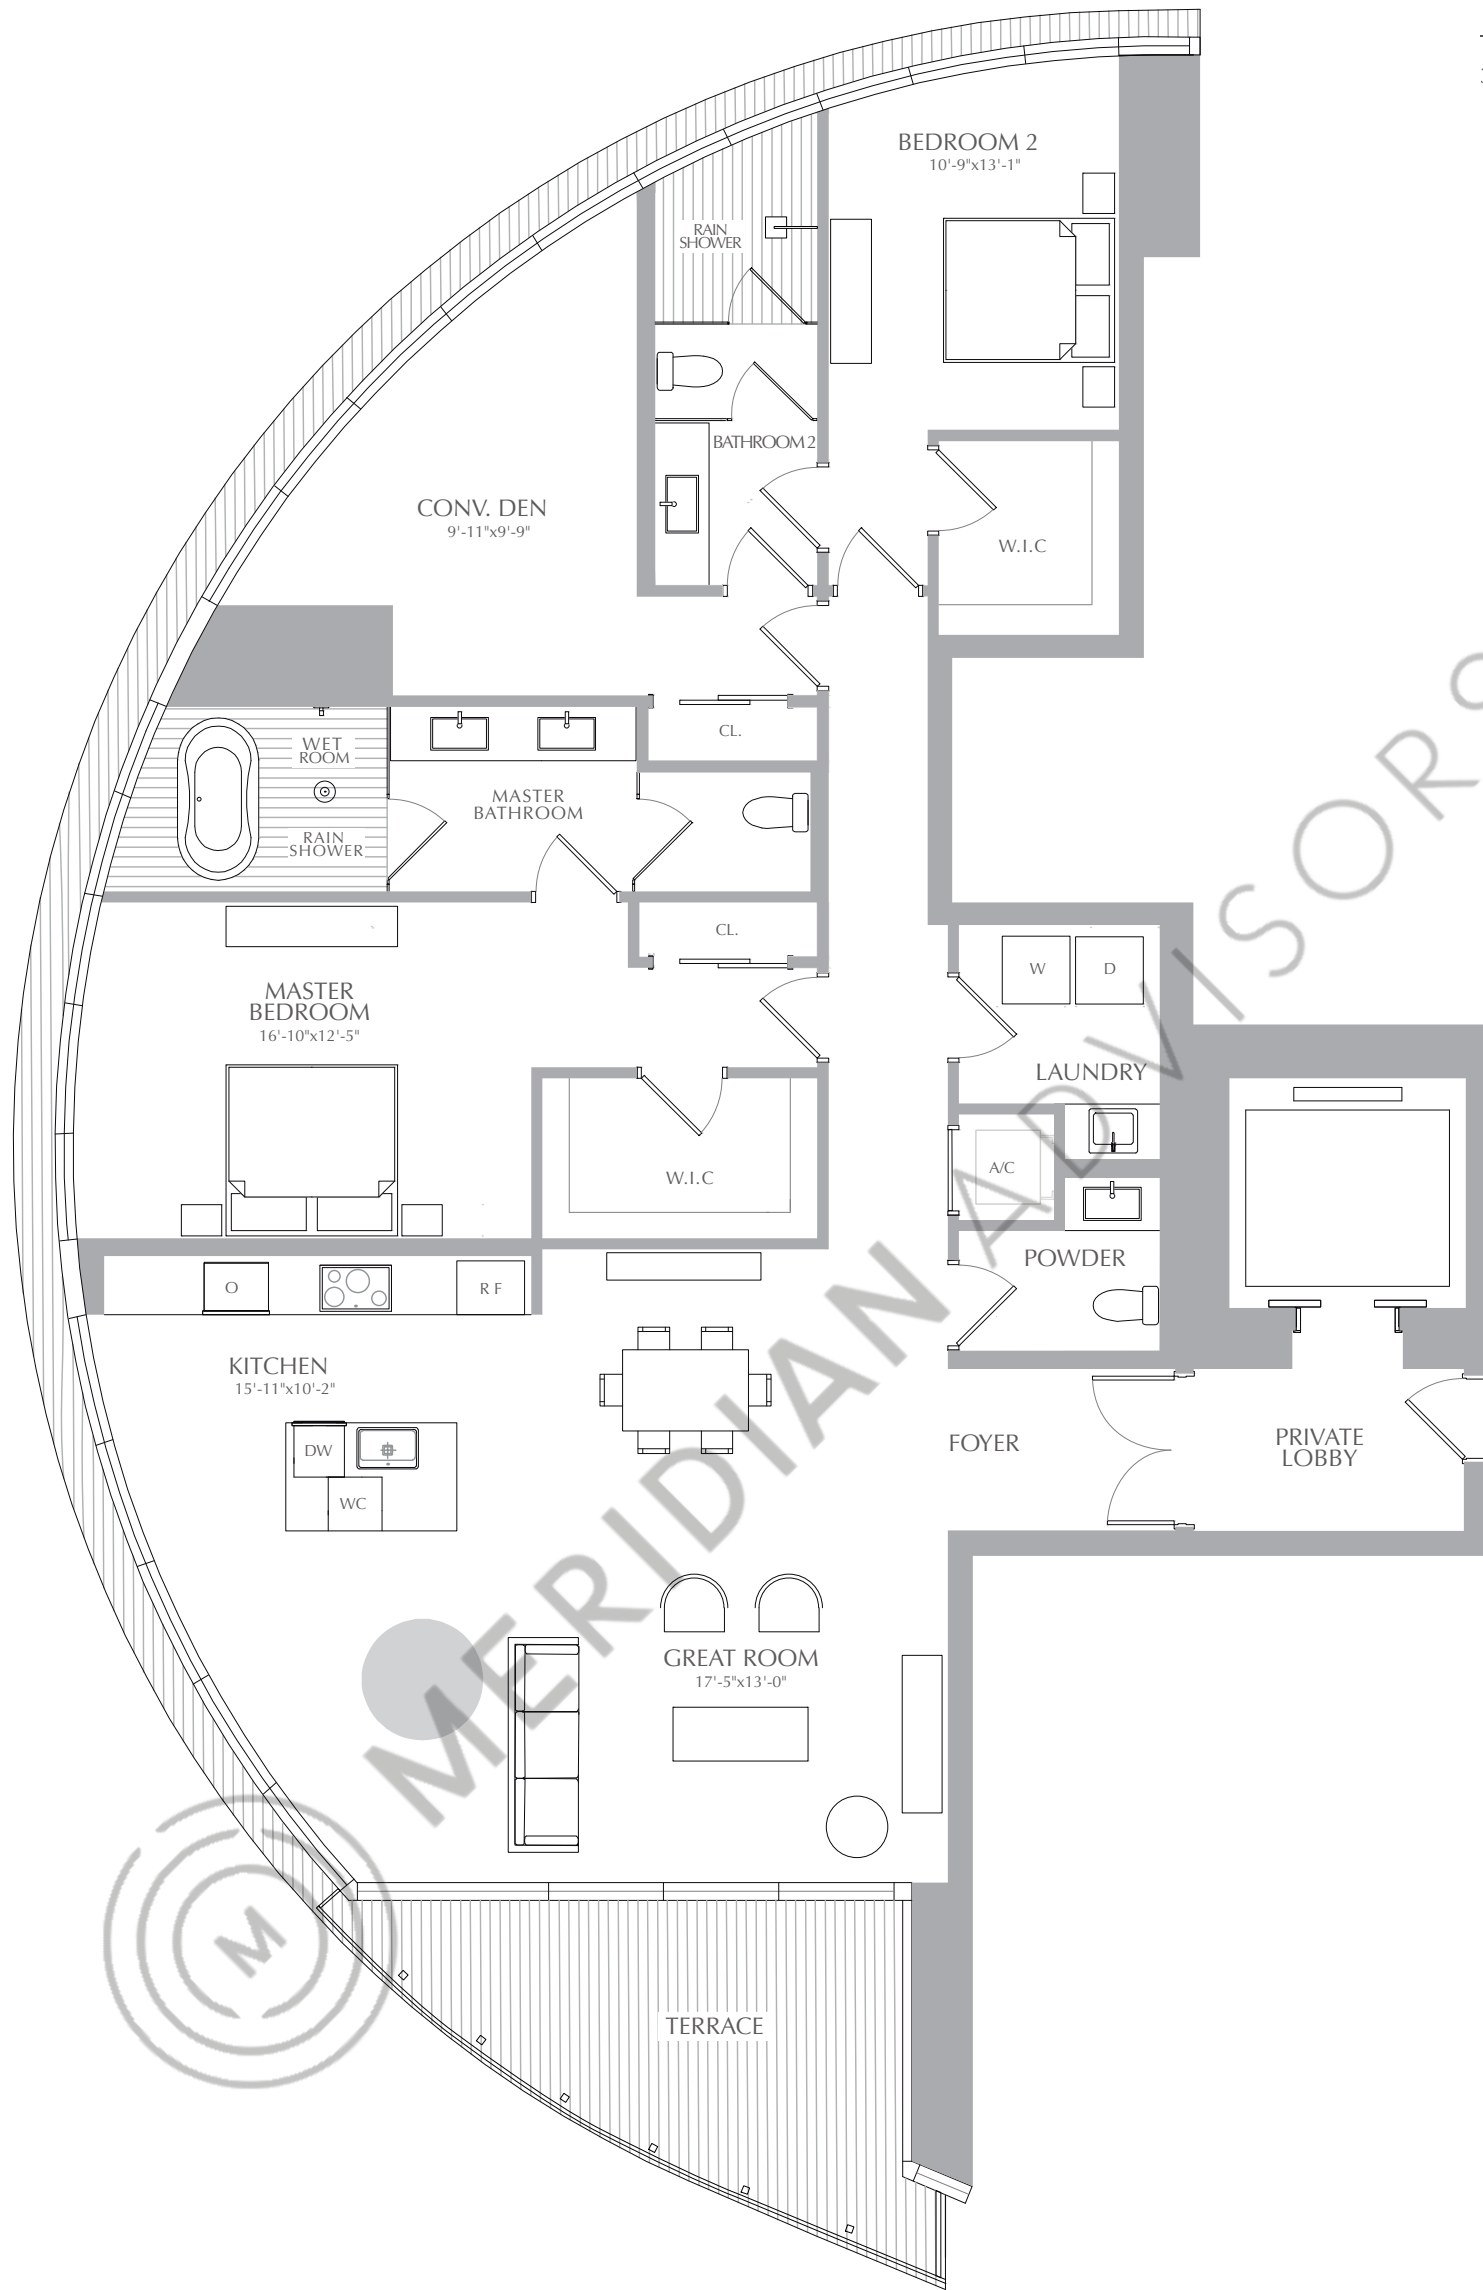 BEDROOM 2
10'-9"x13'-1"
RAIN
SHOWER
BATHROOM 2
CONV. DEN
9'-11"x9'-9"
W.I.C
CL.
WET
ROOM
RAIN
SHOWER
MASTER
BATHROOM
CL.
MASTER
BEDROOM
16'-10"x12'-5"
W D
LAUNDRY
A/C
W.I.C
POWDER
O
R F
KITCHEN
15'-11"x10'-2"
DW
WC
FOYER
PRIVATE
LOBBY
GREAT ROOM
17'-5"x13'-0"
TERRACE
M MERIDIAN ADVISORS